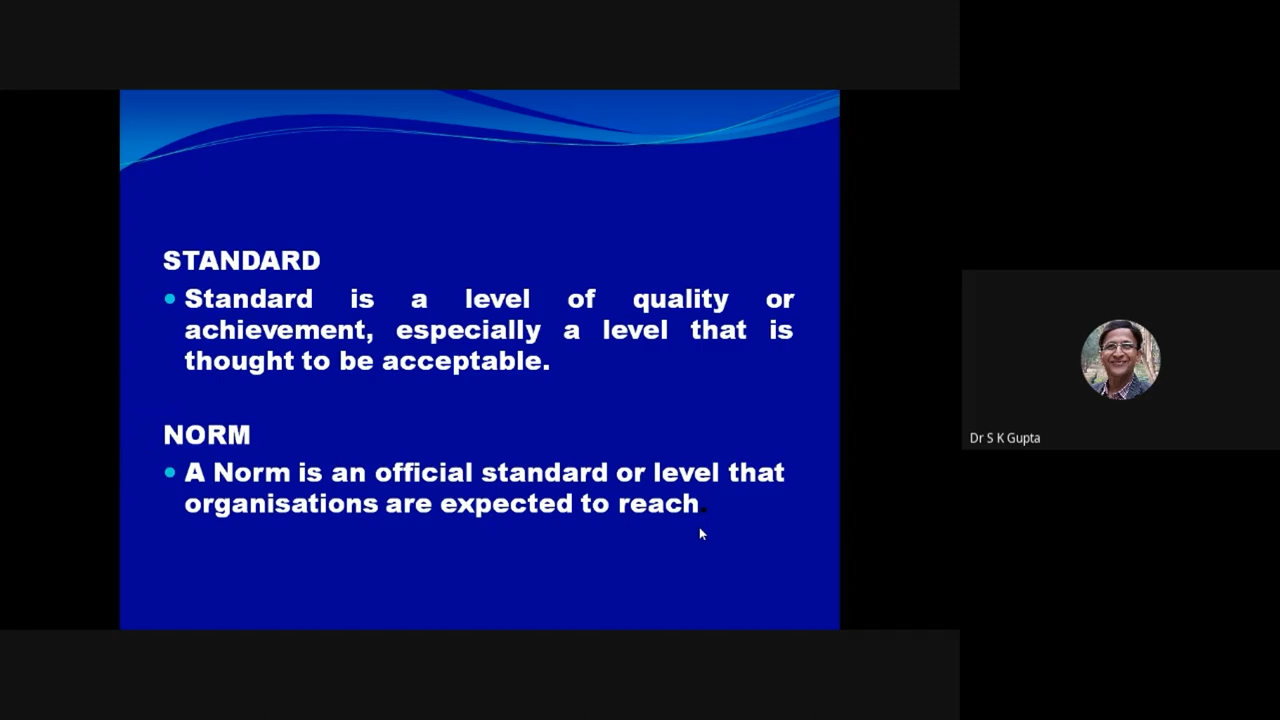 STANDARD
• Standard is a level of quality or
achievement, especially a level that is
thought to be acceptable.
NORM
• A Norm is an official standard or level that
organisations are expected to reach.
Dr S K Gupta